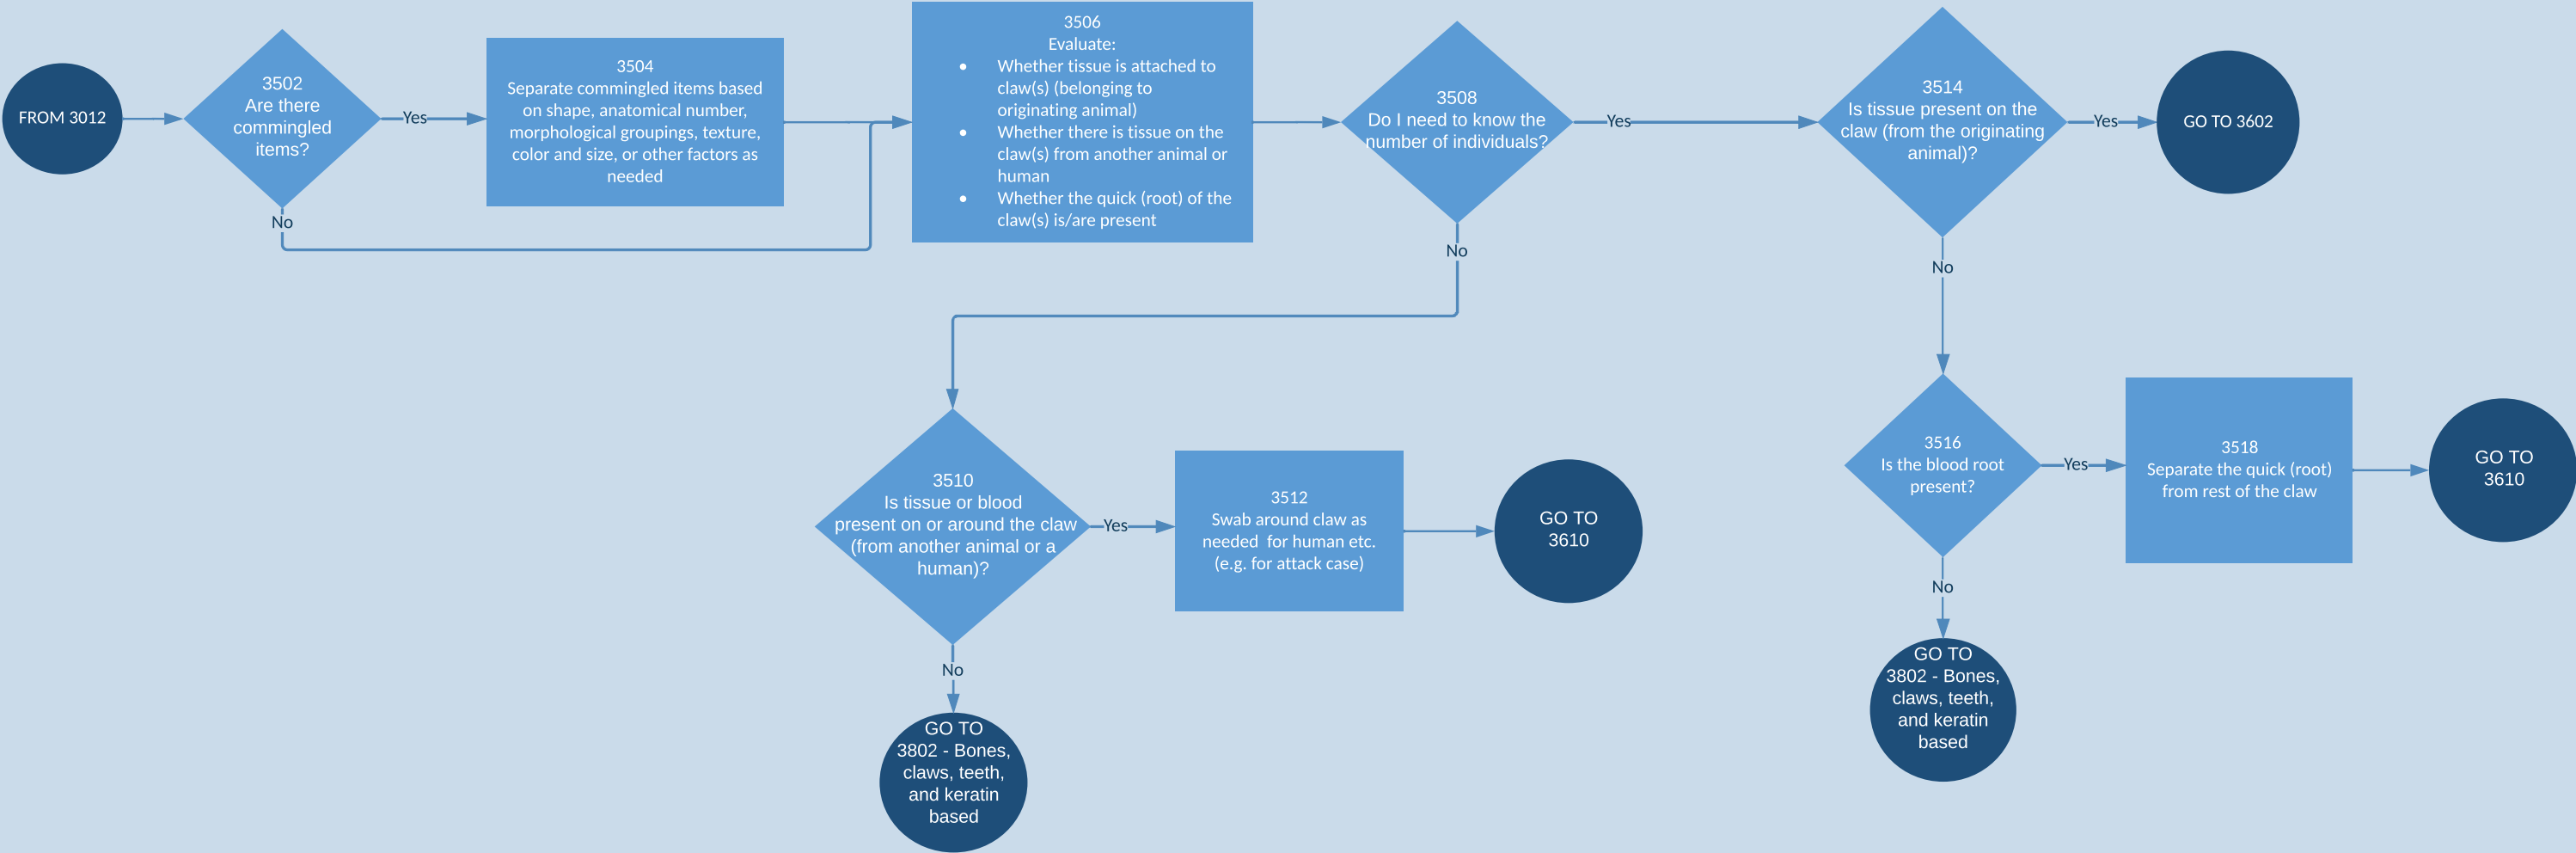 FROM 3012
3502
Are there
commingled
items?
Yes
No
3504
Separate commingled items based
on shape, anatomical number,
morphological groupings, texture,
color and size, or other factors as
needed
3506
Evaluate:
• Whether tissue is attached to
claw(s) (belonging to
originating animal)
• Whether there is tissue on the
claw(s) from another animal or
human
• Whether the quick (root) of the
claw(s) is/are present
3508
Do I need to know the
number of individuals?
Yes
No
3514
Is tissue present on the
claw (from the originating
animal)?
Yes
GO TO 3602
No
3510
Is tissue or blood
present on or around the claw
(from another animal or a
human)?
Yes
3512
Swab around claw as
needed for human etc.
(e.g. for attack case)
GO TO
3610
No
GO TO
3802 - Bones,
claws, teeth,
and keratin
based
3516
Is the blood root
present?
Yes
3518
Separate the quick (root)
from rest of the claw
GO TO
3610
No
GO TO
3802 - Bones,
claws, teeth,
and keratin
based